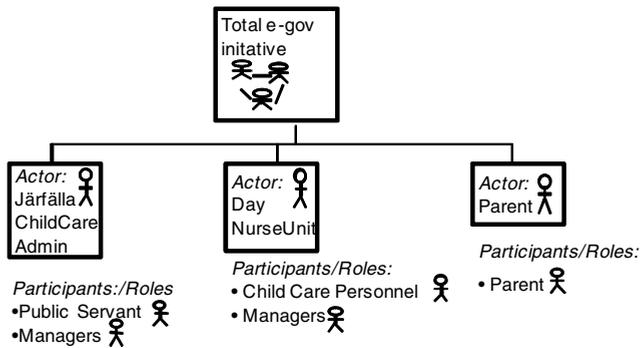 Total e-gov
initative
Actor:
Järfälla
ChildCare
Admin
Participants:/Roles
•Public Servant
•Managers
Actor:
Day
NurseUnit
Participants/Roles:
• Child Care Personnel
• Managers
Actor:
Parent
Participants/Roles:
• Parent